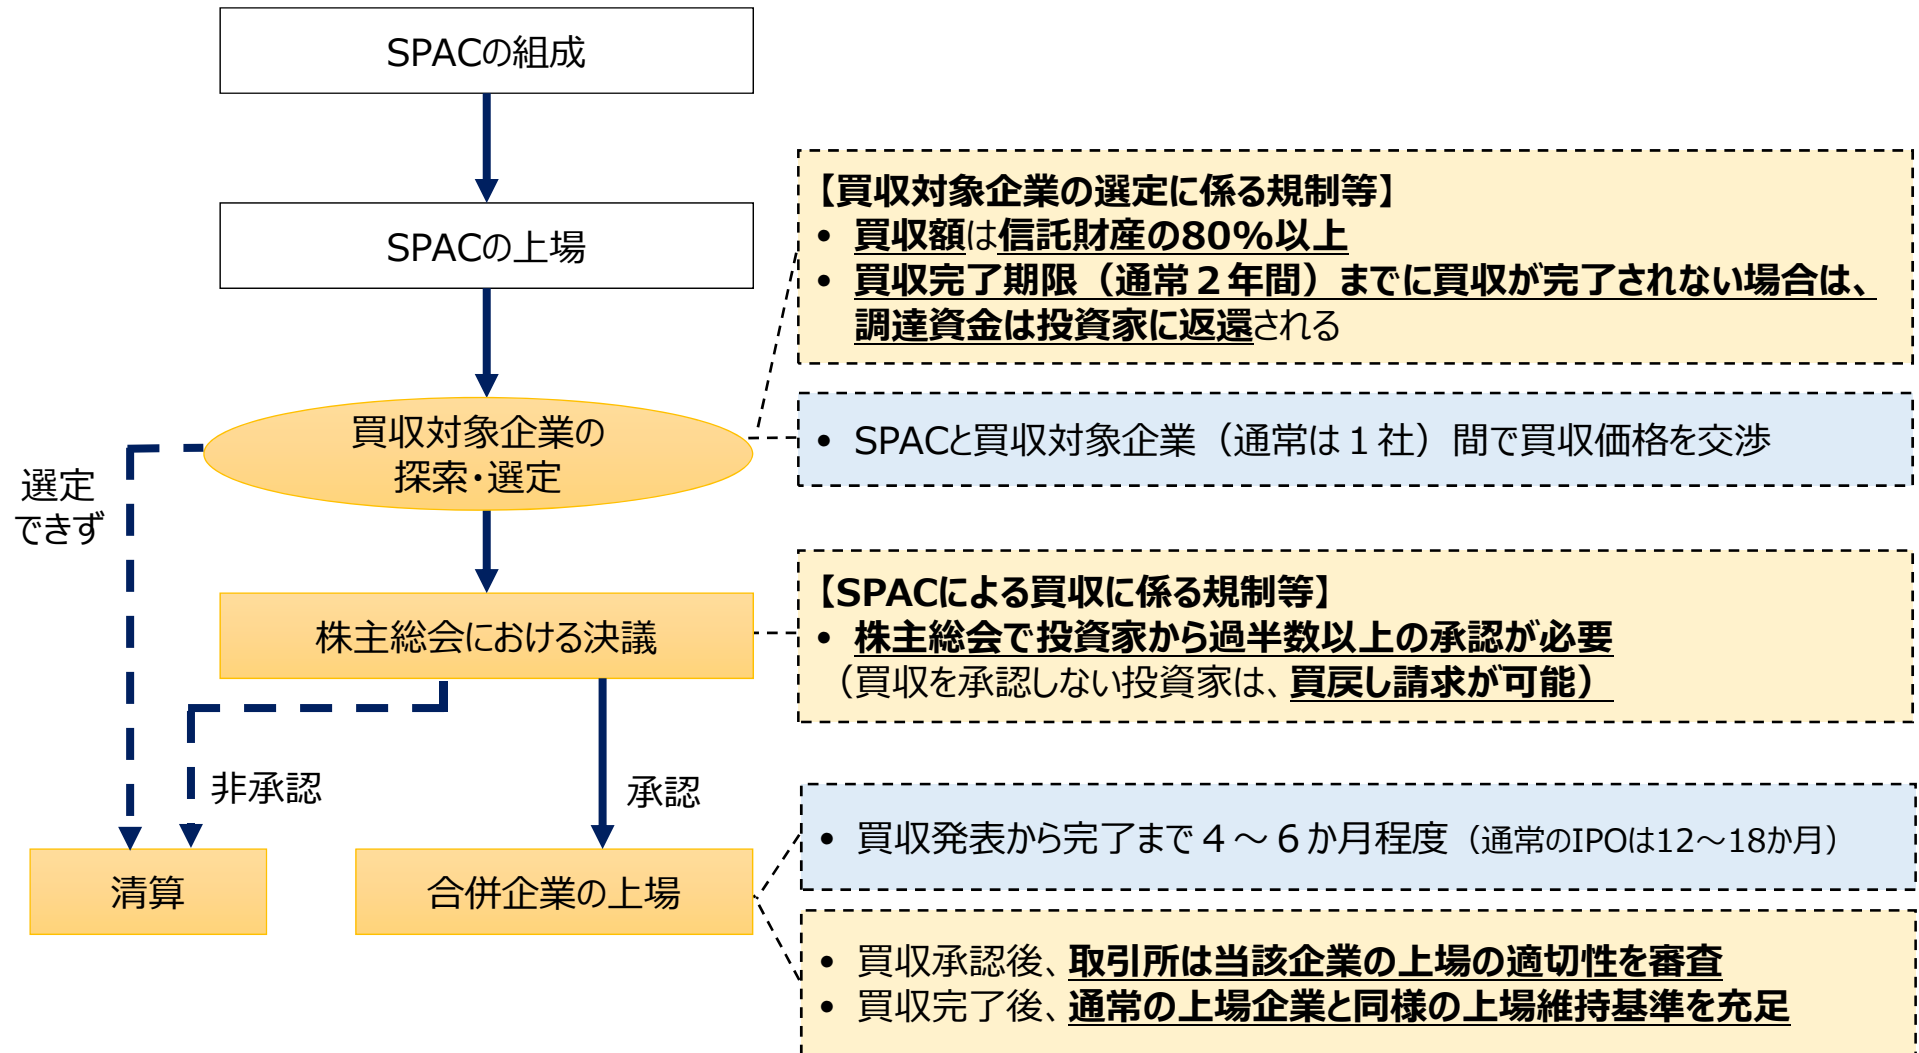 SPACの組成
SPACの上場
【買収対象企業の選定に係る規制等】
• 買収額は信託財産の80%以上
• 買収完了期限（通常２年間）までに買収が完了されない場合は、
調達資金は投資家に返還される
買収対象企業の
探索・選定
• SPACと買収対象企業（通常は１社）間で買収価格を交渉
選定
できず
【SPACによる買収に係る規制等】
• 株主総会で投資家から過半数以上の承認が必要
（買収を承認しない投資家は、買戻し請求が可能）
株主総会における決議
非承認
承認
• 買収発表から完了まで４～６か月程度（通常のIPOは12～18か月）
清算
合併企業の上場
• 買収承認後、取引所は当該企業の上場の適切性を審査
• 買収完了後、通常の上場企業と同様の上場維持基準を充足